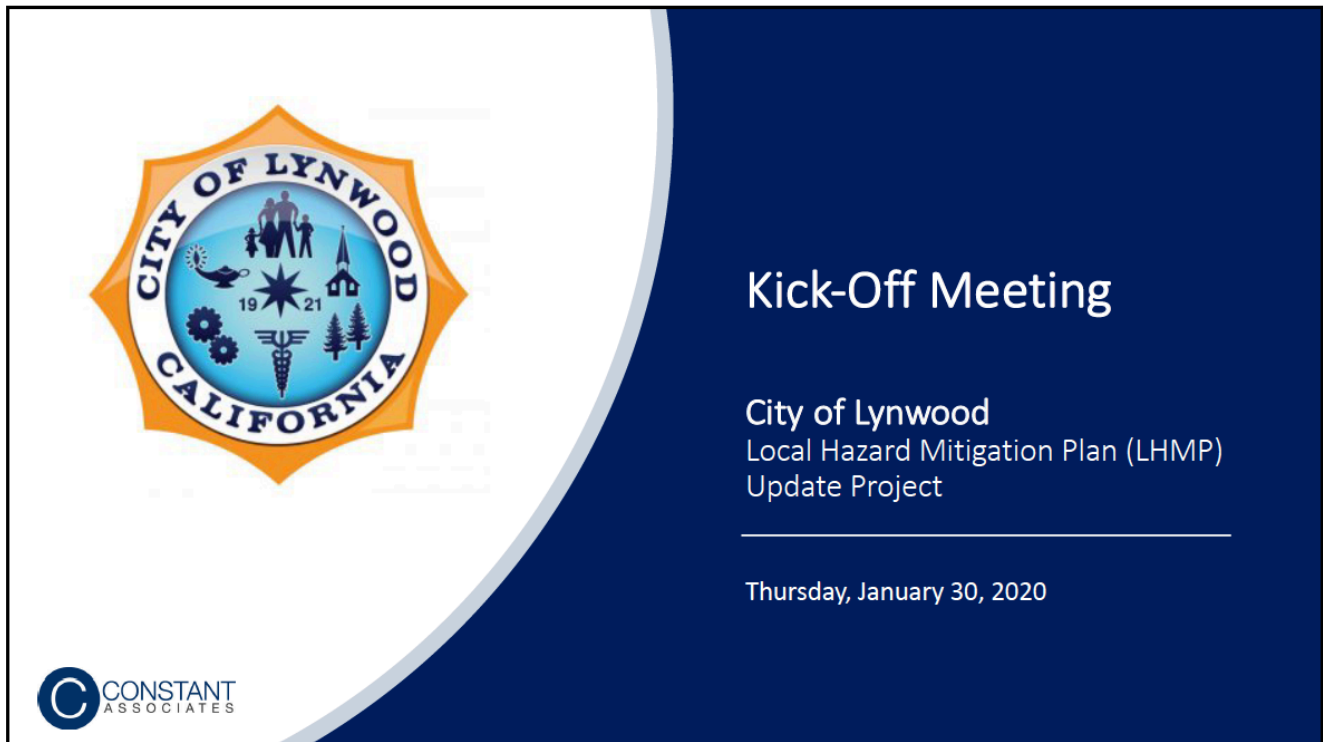 CITY OF LYNWOOD
19 21
CALIFORNIA
Kick-Off Meeting
City of Lynwood
Local Hazard Mitigation Plan (LHMP)
Update Project
Thursday, January 30, 2020
C CONSTANT
ASSOCIATES